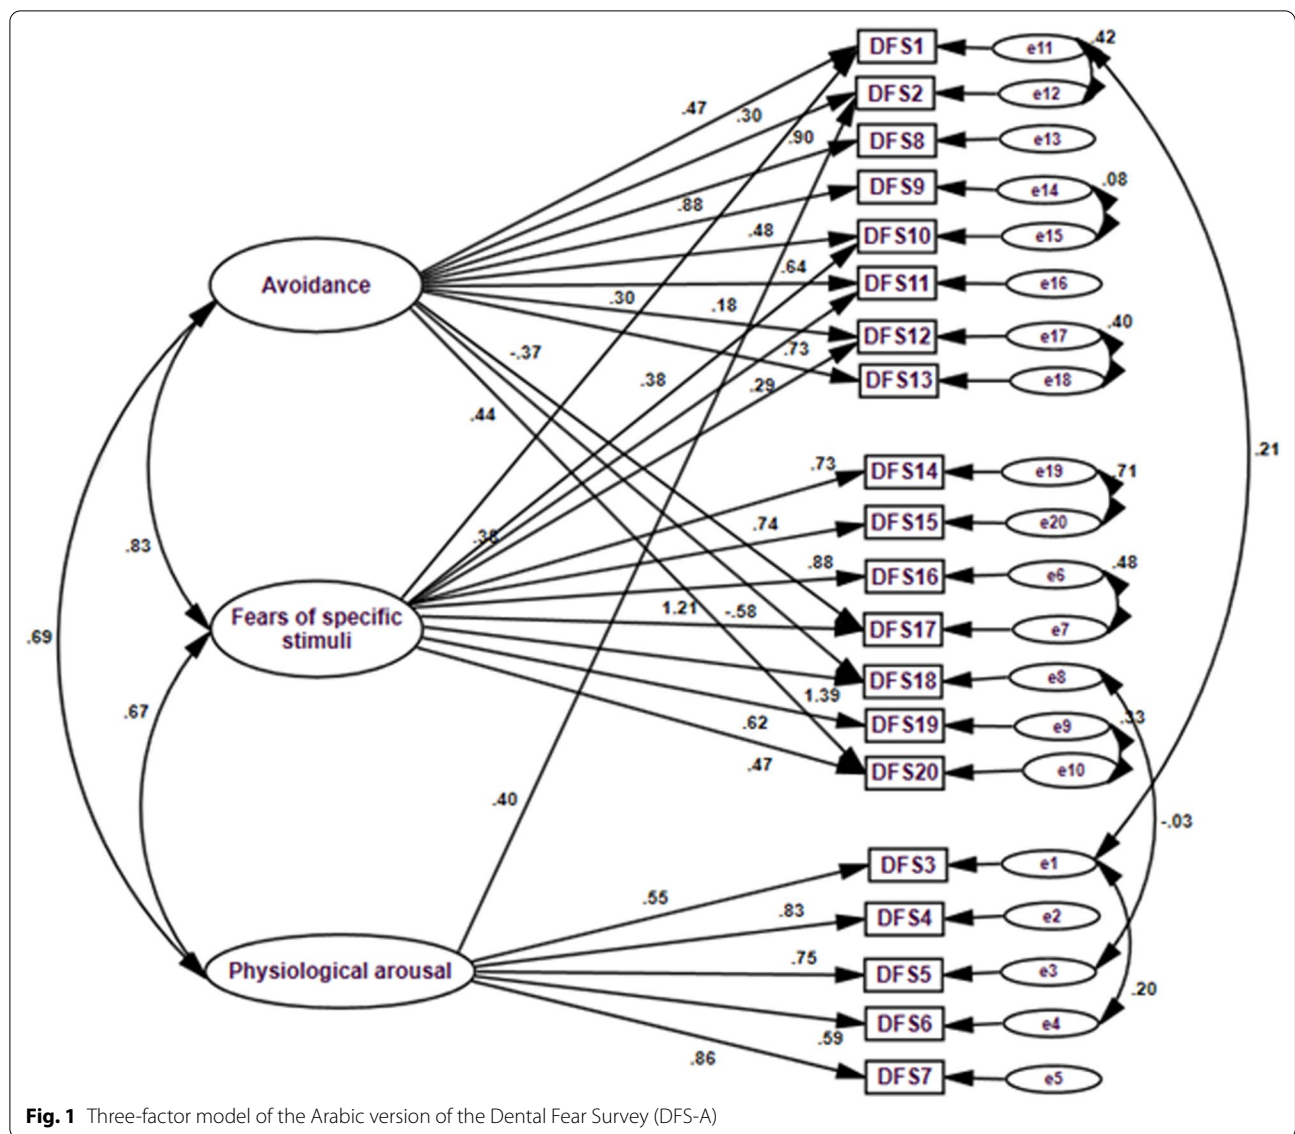 DFS1
e11
.42
DFS2
e12
.47
.30
.90
DFS8
e13
DFS9
e14
.08
.88
.48
DFS10
e15
Avoidance
.64
DFS11
e16
.30
.18
DFS12
e17
.40
-.37
.73
.38
.29
DFS13
e18
.44
.21
.73
DFS14
e19
.71
.38
.74
DFS15
e20
.83
.88
DFS16
e6
.48
Fears of specific
stimuli
1.21
-.58
DFS17
e7
.69
DFS18
e8
.67
1.39
.62
DFS19
e9
.33
.47
DFS20
e10
.40
-.03
DFS3
e1
.55
.83
DFS4
e2
Physiological arousal
.75
DFS5
e3
.20
DFS6
e4
.59
.86
DFS7
e5
Fig. 1 Three-factor model of the Arabic version of the Dental Fear Survey (DFS-A)